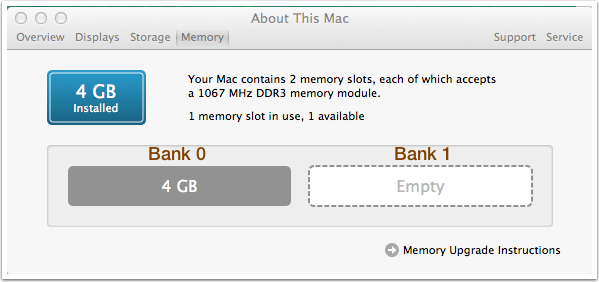 About This Mac
Overview Displays Storage Memory Support Service
4 GB
Installed
Your Mac contains 2 memory slots, each of which accepts
a 1067 MHz DDR3 memory module.
1 memory slot in use, 1 available
Bank 0 Bank 1
4 GB Empty
Memory Upgrade Instructions